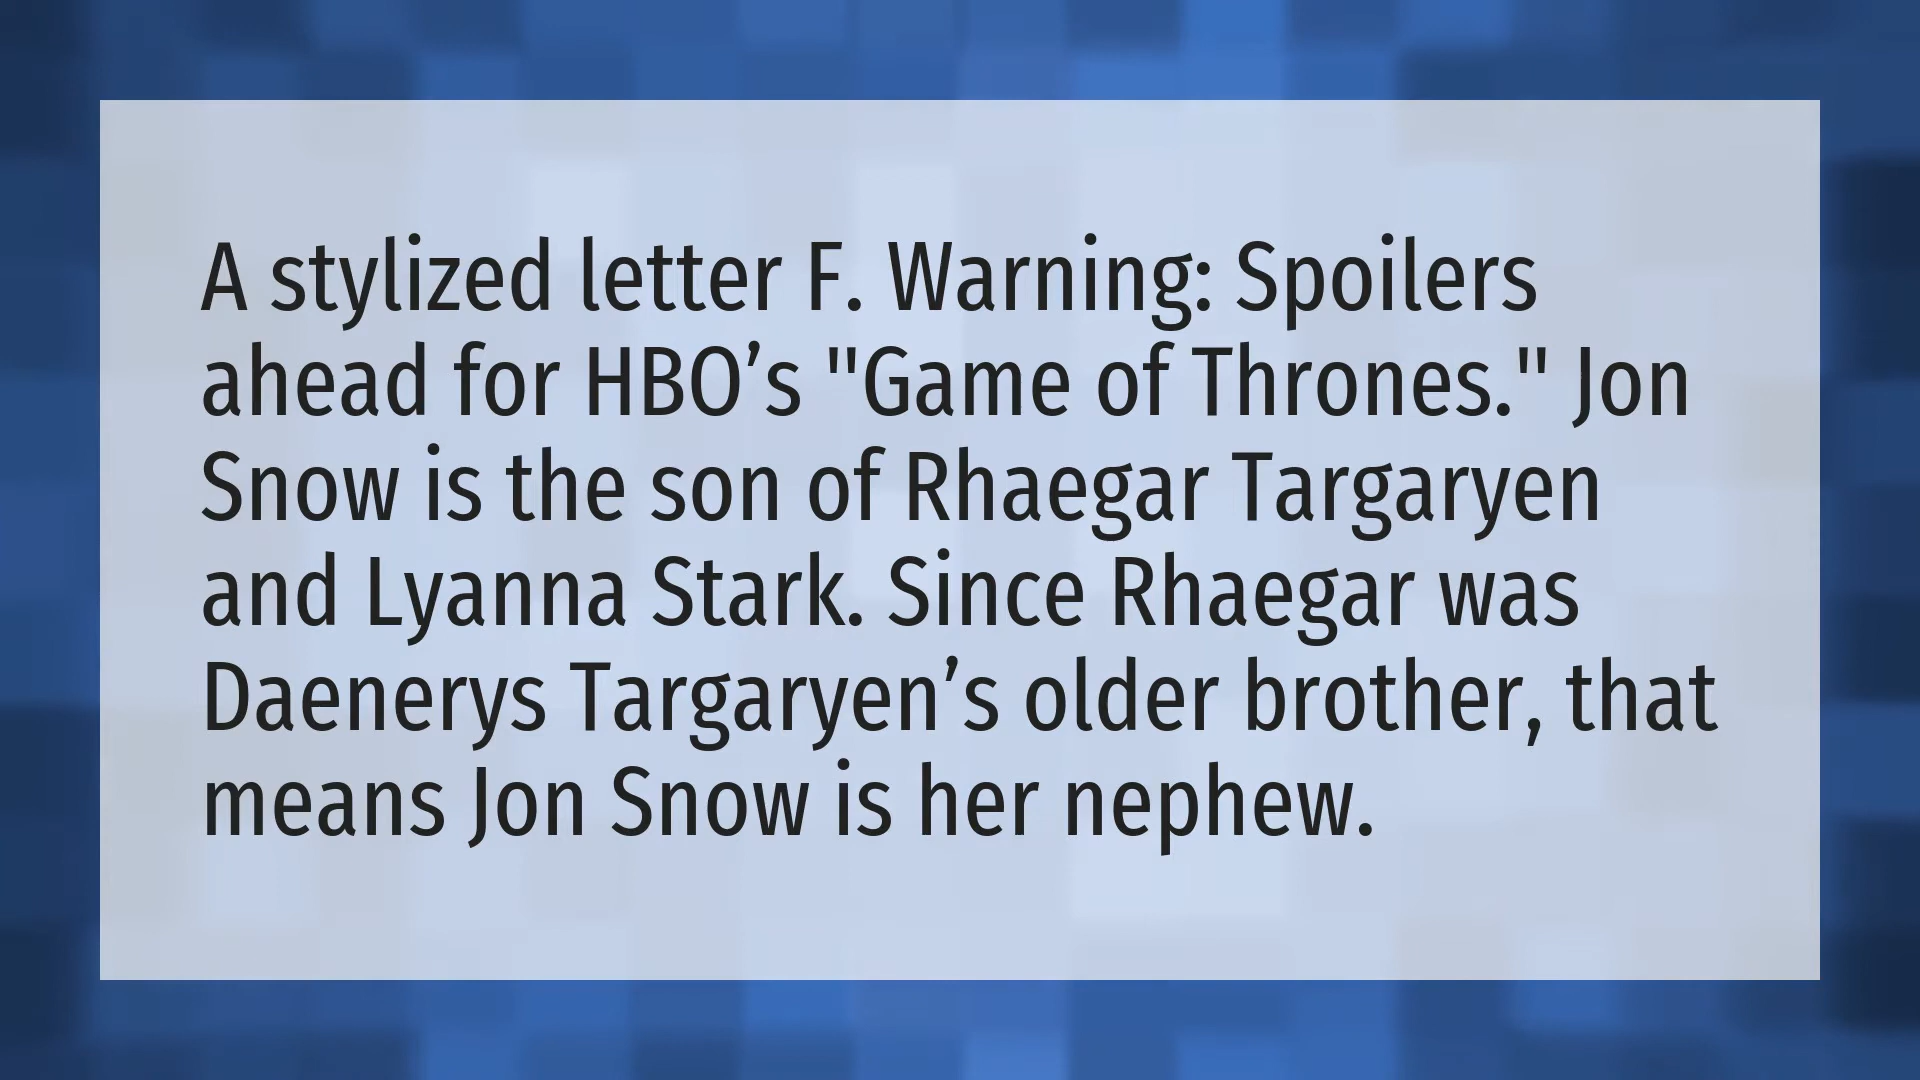 A stylized letter F. Warning: Spoilers
ahead for HBO’s "Game of Thrones." Jon
Snow is the son of Rhaegar Targaryen
and Lyanna Stark. Since Rhaegar was
Daenerys Targaryen’s older brother, that
means Jon Snow is her nephew.